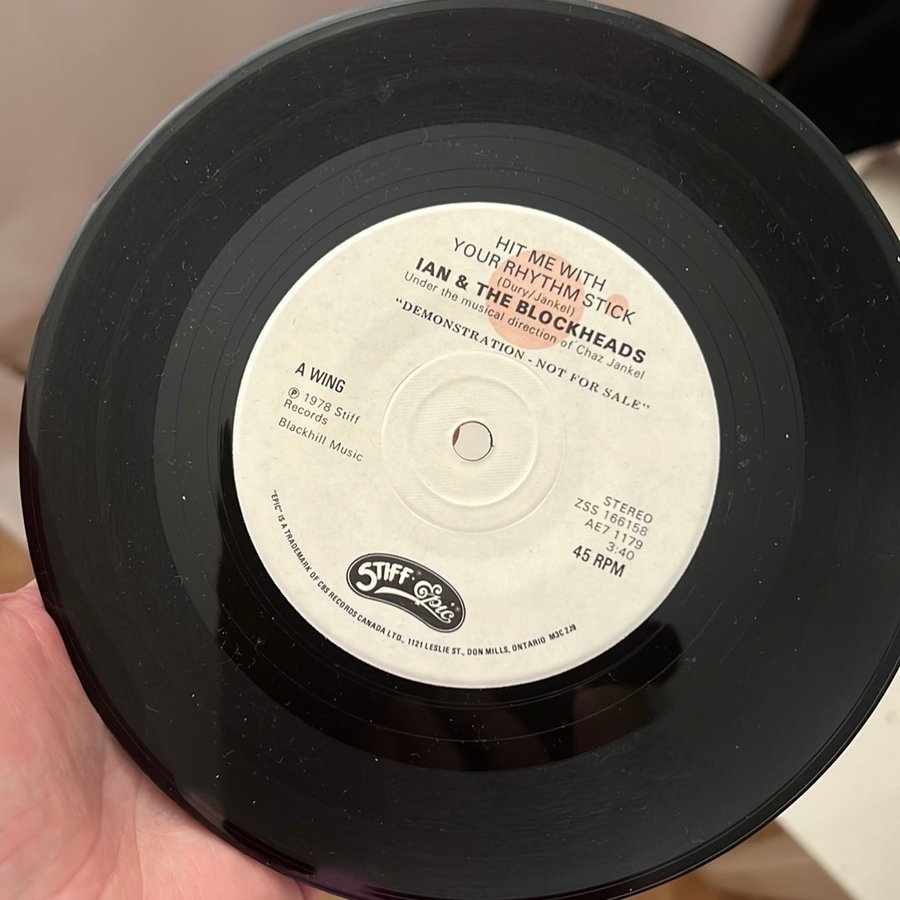 HIT ME WITH
YOUR RHYTHM STICK
(Dury/Jankel)
IAN & THE BLOCKHEADS
Under the musical direction of Chaz Jankel
"DEMONSTRATION - NOT FOR SALE"
A WING
℗ 1978 Stiff
Records
Blackhill Music
STEREO
ZSS 166158
AE7 1179
3:40
45 RPM
STIFF Epic
"EPIC" IS A TRADEMARK OF CBS RECORDS CANADA LTD., 1121 LESLIE ST., DON MILLS, ONTARIO M3C 2J9